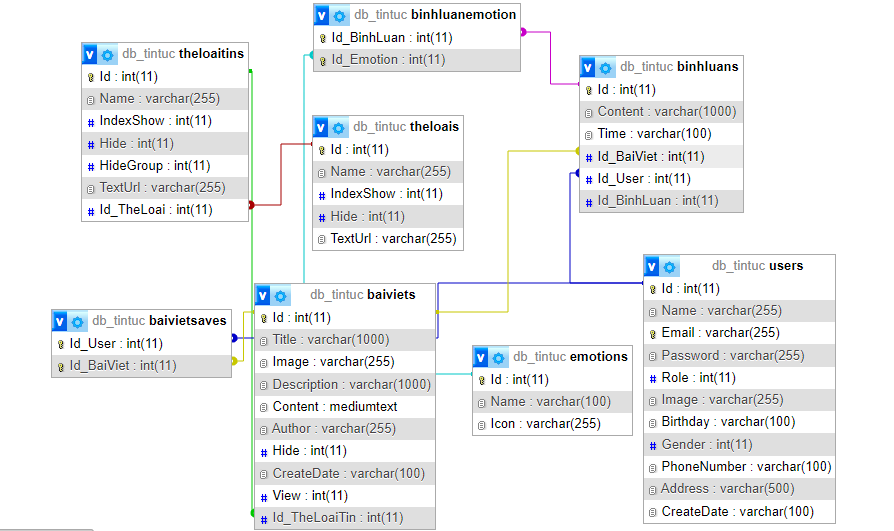 db_tintuc binhluanemotion
Id_BinhLuan : int(11)
Id_Emotion : int(11)
db_tintuc theloaitins
Id : int(11)
Name : varchar(255)
IndexShow : int(11)
Hide : int(11)
HideGroup : int(11)
TextUrl : varchar(255)
Id_TheLoai : int(11)
db_tintuc binhluans
Id : int(11)
Content : varchar(1000)
Time : varchar(100)
Id_BaiViet : int(11)
Id_User : int(11)
Id_BinhLuan : int(11)
db_tintuc theloais
Id : int(11)
Name : varchar(255)
IndexShow : int(11)
Hide : int(11)
TextUrl : varchar(255)
db_tintuc users
Id : int(11)
Name : varchar(255)
Email : varchar(255)
Password : varchar(255)
Role : int(11)
Image : varchar(255)
Birthday : varchar(100)
Gender : int(11)
PhoneNumber : varchar(100)
Address : varchar(500)
CreateDate : varchar(100)
db_tintuc baiviets
Id : int(11)
Title : varchar(1000)
Image : varchar(255)
Description : varchar(1000)
Content : mediumtext
Author : varchar(255)
Hide : int(11)
CreateDate : varchar(100)
View : int(11)
Id_TheLoaiTin : int(11)
db_tintuc baivietsaves
Id_User : int(11)
Id_BaiViet : int(11)
db_tintuc emotions
Id : int(11)
Name : varchar(100)
Icon : varchar(255)